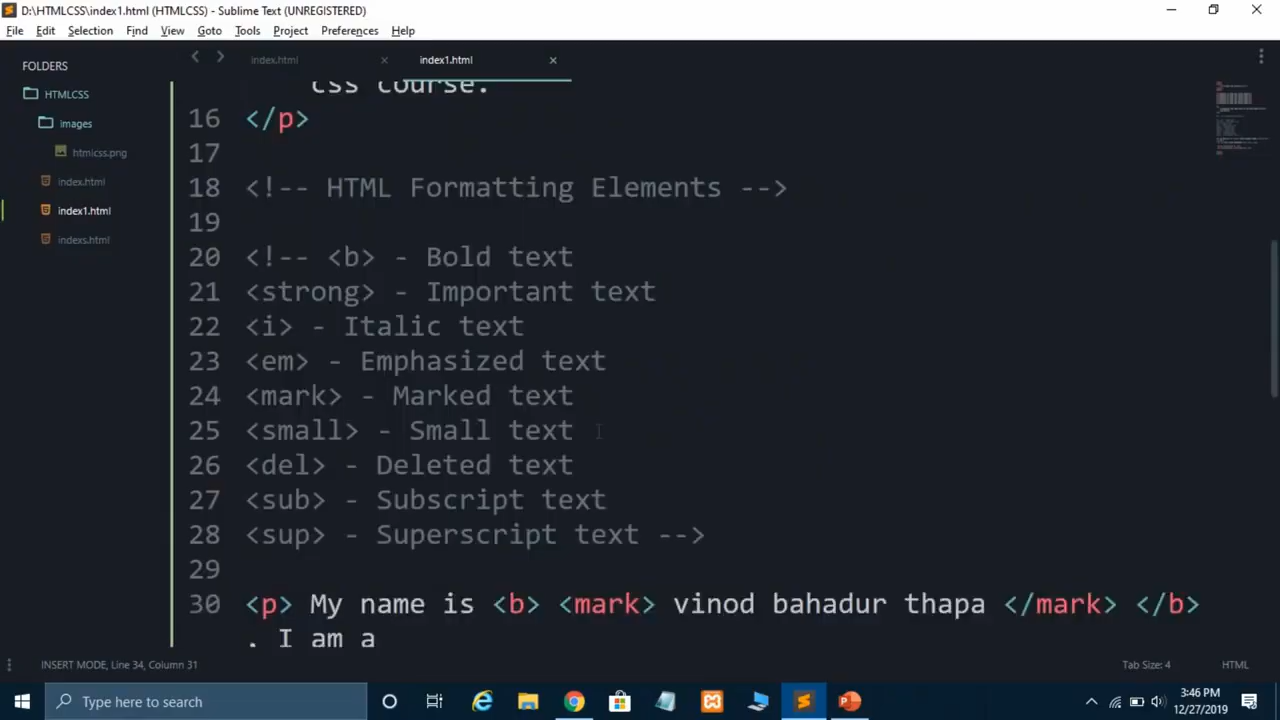 D:\HTMLCSS\index1.html (HTMLCSS) - Sublime Text (UNREGISTERED)
File Edit Selection Find View Goto Tools Project Preferences Help
FOLDERS
HTMLCSS
images
htmlcss.png
index.html
index1.html
indexs.html
index.html
index1.html
css course.
16 </p>
17
18 <!-- HTML Formatting Elements -->
19
20 <!-- <b> - Bold text
21 <strong> - Important text
22 <i> - Italic text
23 <em> - Emphasized text
24 <mark> - Marked text
25 <small> - Small text
26 <del> - Deleted text
27 <sub> - Subscript text
28 <sup> - Superscript text -->
29
30 <p> My name is <b> <mark> vinod bahadur thapa </mark> </b>
. I am a
INSERT MODE, Line 34, Column 31
Tab Size: 4
HTML
Type here to search
3:46 PM
12/27/2019